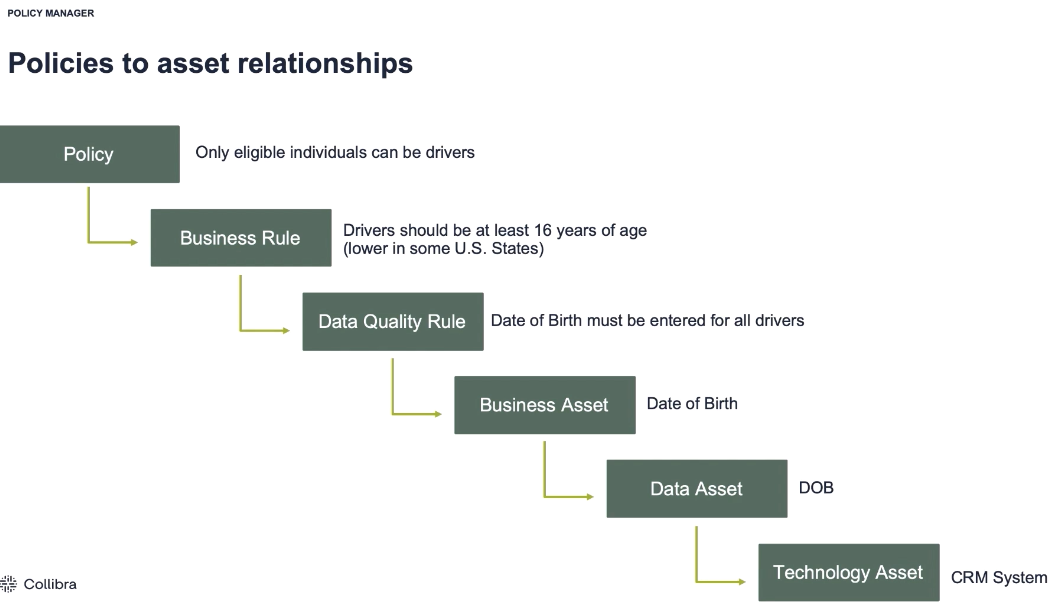 POLICY MANAGER
Policies to asset relationships
Policy
Only eligible individuals can be drivers
Business Rule
Drivers should be at least 16 years of age
(lower in some U.S. States)
Data Quality Rule
Date of Birth must be entered for all drivers
Business Asset
Date of Birth
Data Asset
DOB
Technology Asset
CRM System
Collibra